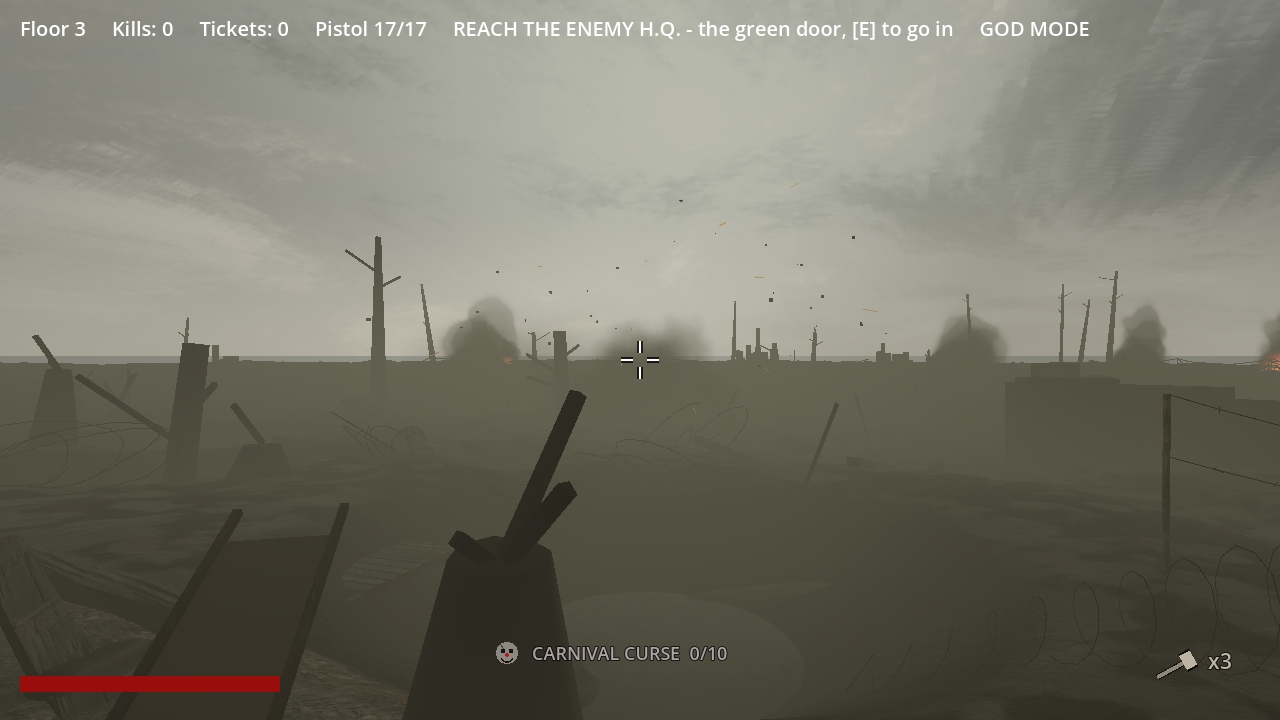 Floor 3 Kills: 0 Tickets: 0 Pistol 17/17 REACH THE ENEMY H.Q. - the green door, [E] to go in GOD MODE
CARNIVAL CURSE 0/10
x3